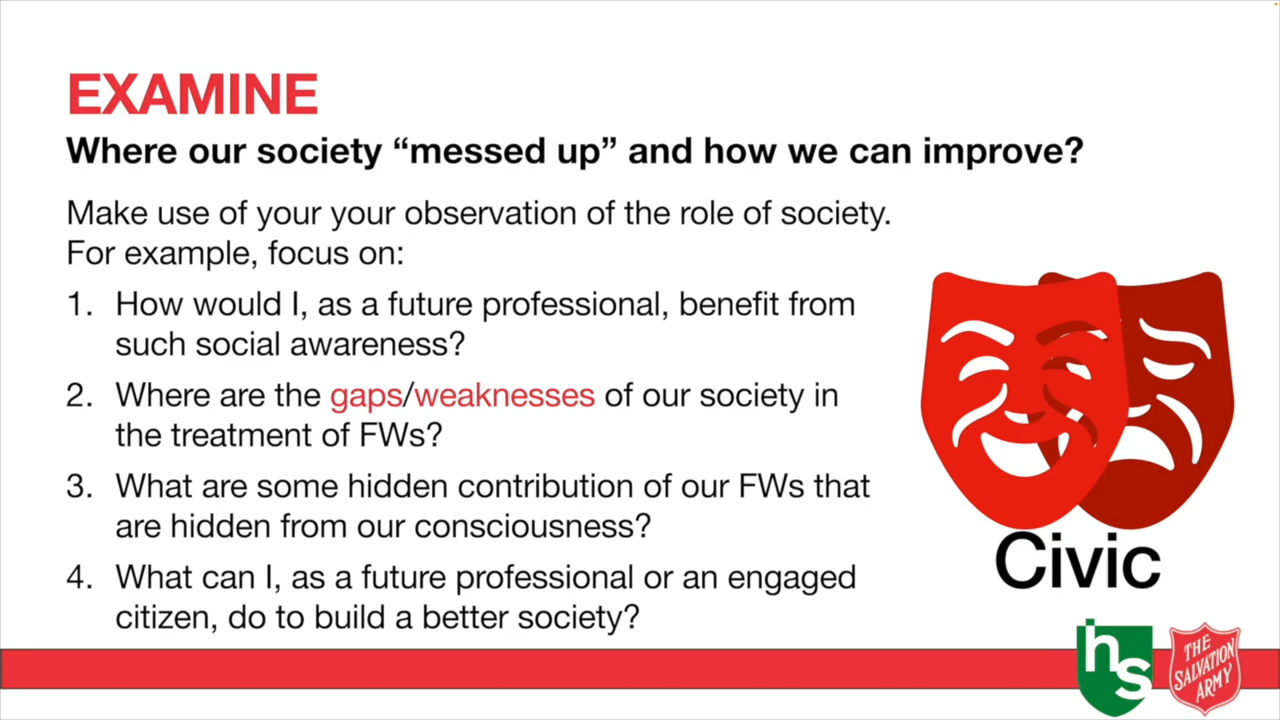 EXAMINE
Where our society “messed up” and how we can improve?
Make use of your your observation of the role of society.
For example, focus on:
1. How would I, as a future professional, benefit from
such social awareness?
2. Where are the gaps/weaknesses of our society in
the treatment of FWs?
3. What are some hidden contribution of our FWs that
are hidden from our consciousness?
4. What can I, as a future professional or an engaged
citizen, do to build a better society?
Civic
hs
THE
SALVATION
ARMY